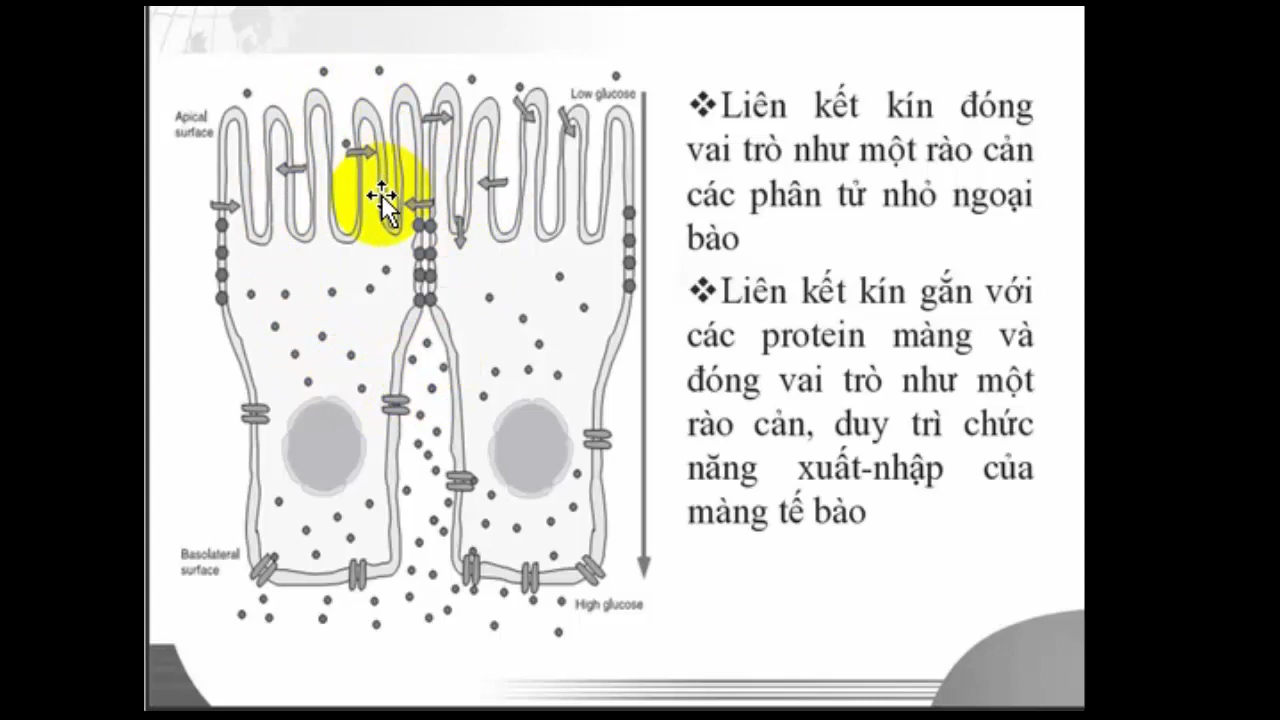 Apical
surface
Low glucose
Basolateral
surface
High glucose
❖Liên kết kín đóng
vai trò như một rào cản
các phân tử nhỏ ngoại
bào
❖Liên kết kín gắn với
các protein màng và
đóng vai trò như một
rào cản, duy trì chức
năng xuất-nhập của
màng tế bào